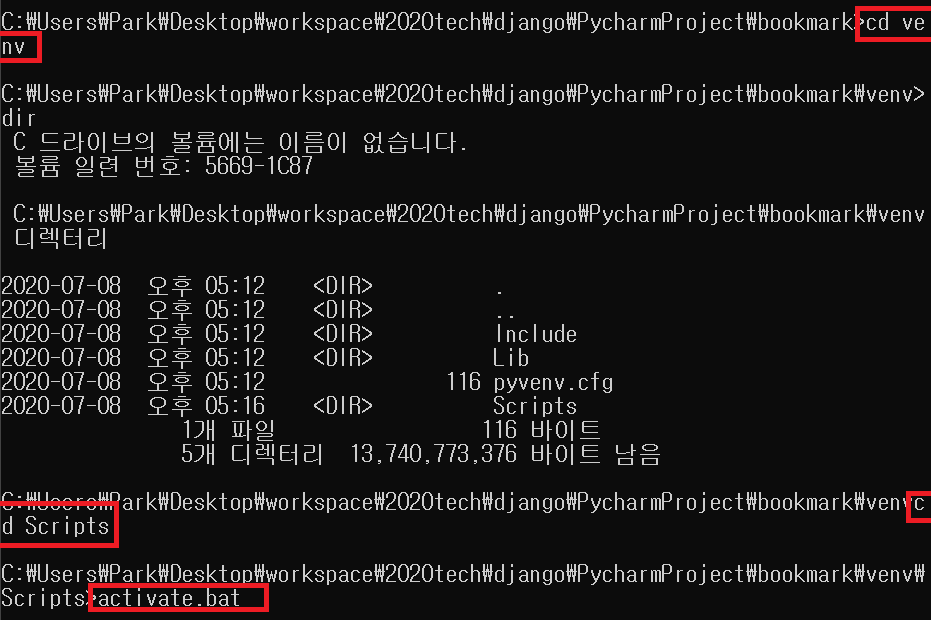 C:\Users\Park\Desktop\workspace\2020tech\django\PycharmProject\bookmark>cd ve
nv
C:\Users\Park\Desktop\workspace\2020tech\django\PycharmProject\bookmark\venv>
dir
C 드라이브의 볼륨에는 이름이 없습니다.
볼륨 일련 번호: 5669-1C87
C:\Users\Park\Desktop\workspace\2020tech\django\PycharmProject\bookmark\venv
디렉터리
2020-07-08 오후 05:12 <DIR> .
2020-07-08 오후 05:12 <DIR> ..
2020-07-08 오후 05:12 <DIR> Include
2020-07-08 오후 05:12 <DIR> Lib
2020-07-08 오후 05:12 116 pyvenv.cfg
2020-07-08 오후 05:16 <DIR> Scripts
1개 파일 116 바이트
5개 디렉터리 13,740,773,376 바이트 남음
C:\Users\Park\Desktop\workspace\2020tech\django\PycharmProject\bookmark\venv>c
d Scripts
C:\Users\Park\Desktop\workspace\2020tech\django\PycharmProject\bookmark\venv\
Scripts>activate.bat